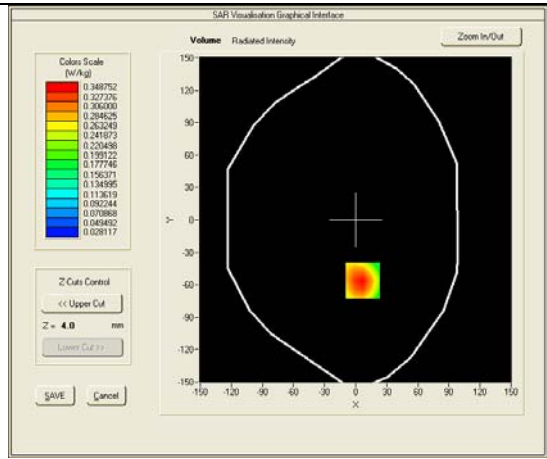 SAR Visualisation Graphical Interface
Volume Radiated Intensity
Zoom In/Out
Colors Scale
(W/kg)
0.348752
0.327376
0.306000
0.284625
0.263249
0.241873
0.220498
0.199122
0.177746
0.156371
0.134995
0.113619
0.092244
0.070868
0.049492
0.028117
Z Cuts Control
<< Upper Cut
Z = 4.0 mm
Lower Cut >>
SAVE Cancel
150-
120-
90-
60-
30-
0-
-30-
-60-
-90-
-120-
-150-
Y
-150 -120 -90 -60 -30 0 30 60 90 120 150
X